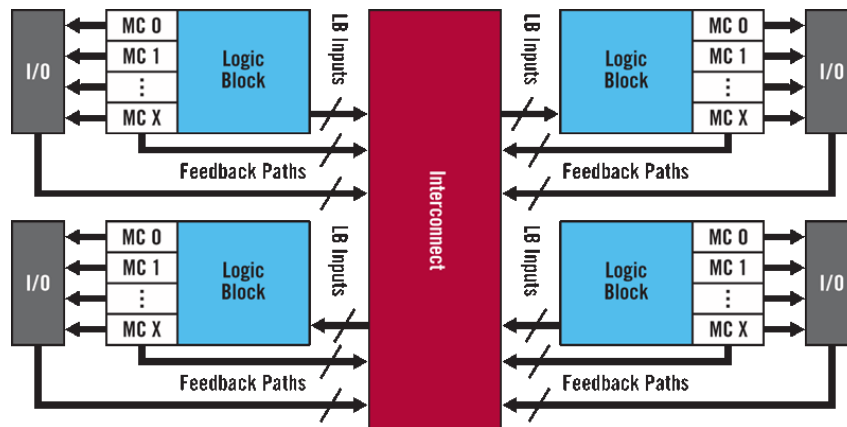 I/O
MC 0
MC 1
⋮
MC X
Logic
Block
LB Inputs
Feedback Paths
Interconnect
LB Inputs
Logic
Block
MC 0
MC 1
⋮
MC X
I/O
Feedback Paths
I/O
MC 0
MC 1
⋮
MC X
Logic
Block
LB Inputs
Feedback Paths
LB Inputs
Logic
Block
MC 0
MC 1
⋮
MC X
I/O
Feedback Paths